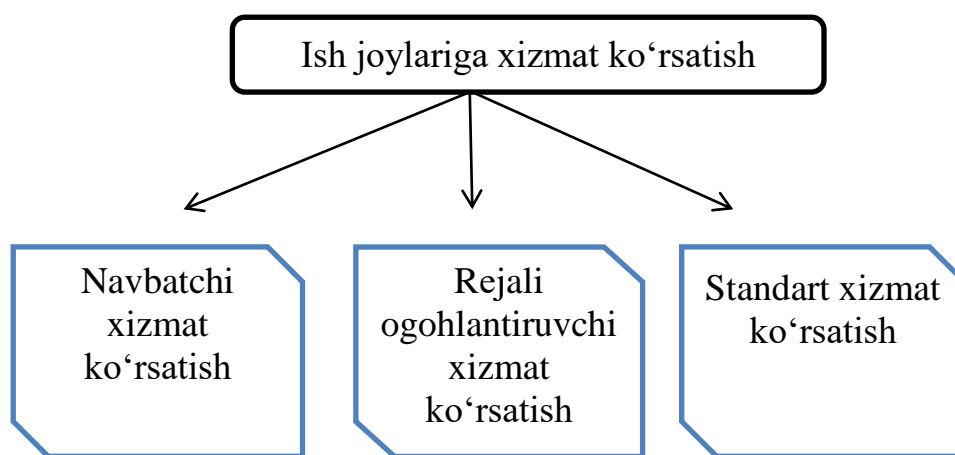 Ish joylariga xizmat ko‘rsatish
Navbatchi
xizmat
ko‘rsatish
Rejali
ogohlantiruvchi
xizmat
ko‘rsatish
Standart xizmat
ko‘rsatish